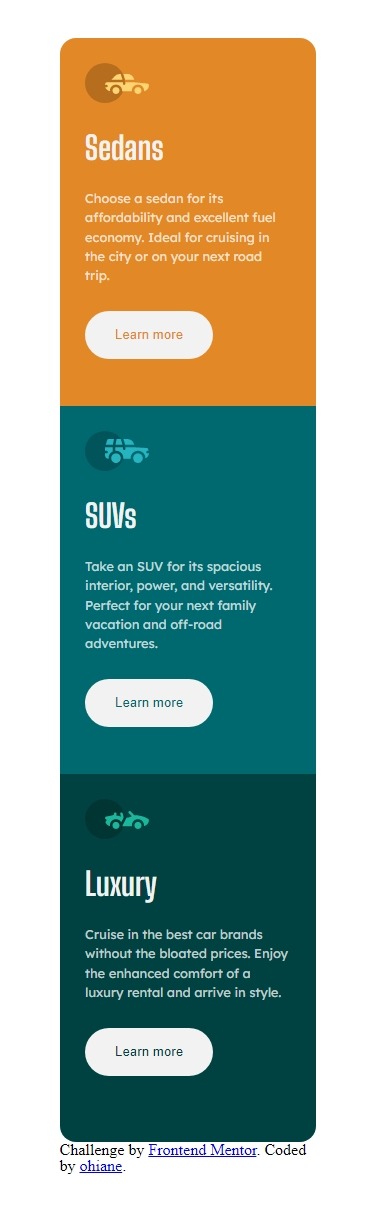 Sedans
Choose a sedan for its
affordability and excellent fuel
economy. Ideal for cruising in
the city or on your next road
trip.
Learn more
SUVs
Take an SUV for its spacious
interior, power, and versatility.
Perfect for your next family
vacation and off-road
adventures.
Learn more
Luxury
Cruise in the best car brands
without the bloated prices. Enjoy
the enhanced comfort of a
luxury rental and arrive in style.
Learn more
Challenge by Frontend Mentor. Coded
by ohiane.